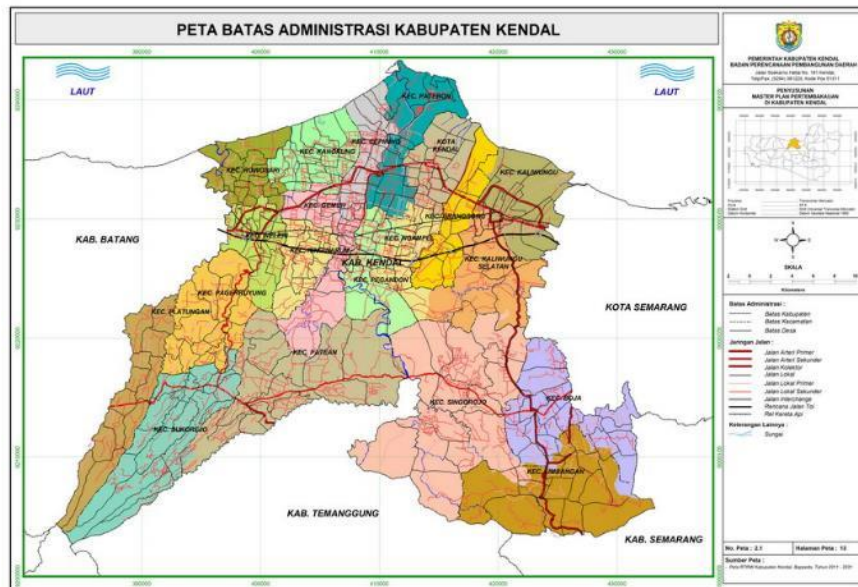 PETA BATAS ADMINISTRASI KABUPATEN KENDAL
LAUT
LAUT
KEC. PATEBON
KEC. CEPIRING
KEC. KANGKUNG
KOTA
KENDAL
KEC. ROWOSARI
KEC. KALIWUNGU
KEC. GEMUH
KEC. BRANGSONG
KEC. WELERI
KEC. NGAMPEL
KAB. BATANG
KAB. KENDAL
KEC. KALIWUNGU
SELATAN
KEC. PEGANDON
KEC. PAGERRUYUNG
KEC. PLATUNGAN
KOTA SEMARANG
KEC. PATEAN
KEC. SINGOROJO
KEC. BOJA
KEC. SUKOREJO
KEC. LIMBANGAN
KAB. TEMANGGUNG
KAB. SEMARANG
PEMERINTAH KABUPATEN KENDAL
BADAN PERENCANAAN PEMBANGUNAN DAERAH
PENYUSUNAN
MASTER PLAN PERTEMBAKAUAN
DI KABUPATEN KENDAL
SKALA
Kilometers
Batas Administrasi :
Batas Kabupaten
Batas Kecamatan
Batas Desa
Jaringan Jalan :
Jalan Arteri Primer
Jalan Arteri Sekunder
Jalan Kolektor
Jalan Lokal
Jalan Lokal Primer
Jalan Lokal Sekunder
Jalan Interchange
Rencana Jalan Tol
Rel Kereta Api
Keterangan Lainnya :
Sungai
No. Peta : 2.1
Halaman Peta : 13
Sumber Peta :